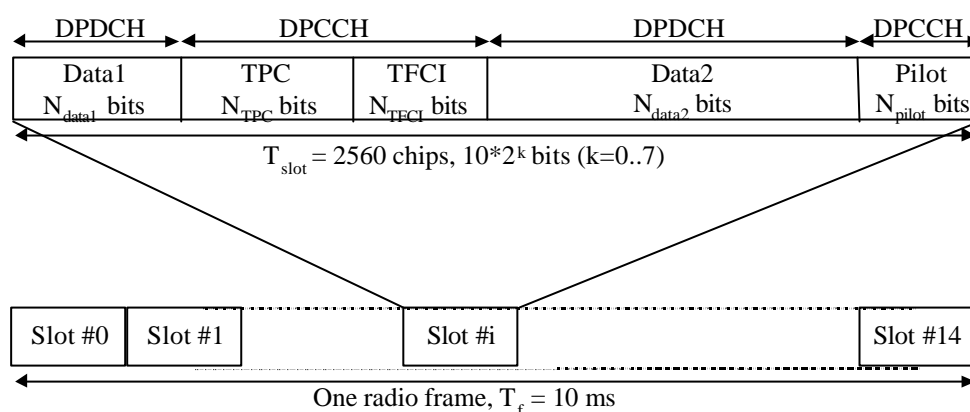 DPDCH DPCCH DPDCH DPCCH
Data1 TPC TFCI Data2 Pilot
N_data1 bits N_TPC bits N_TFCI bits N_data2 bits N_pilot bits
T_slot = 2560 chips, 10*2^k bits (k=0..7)
Slot #0 Slot #1 Slot #i Slot #14
One radio frame, T_f = 10 ms